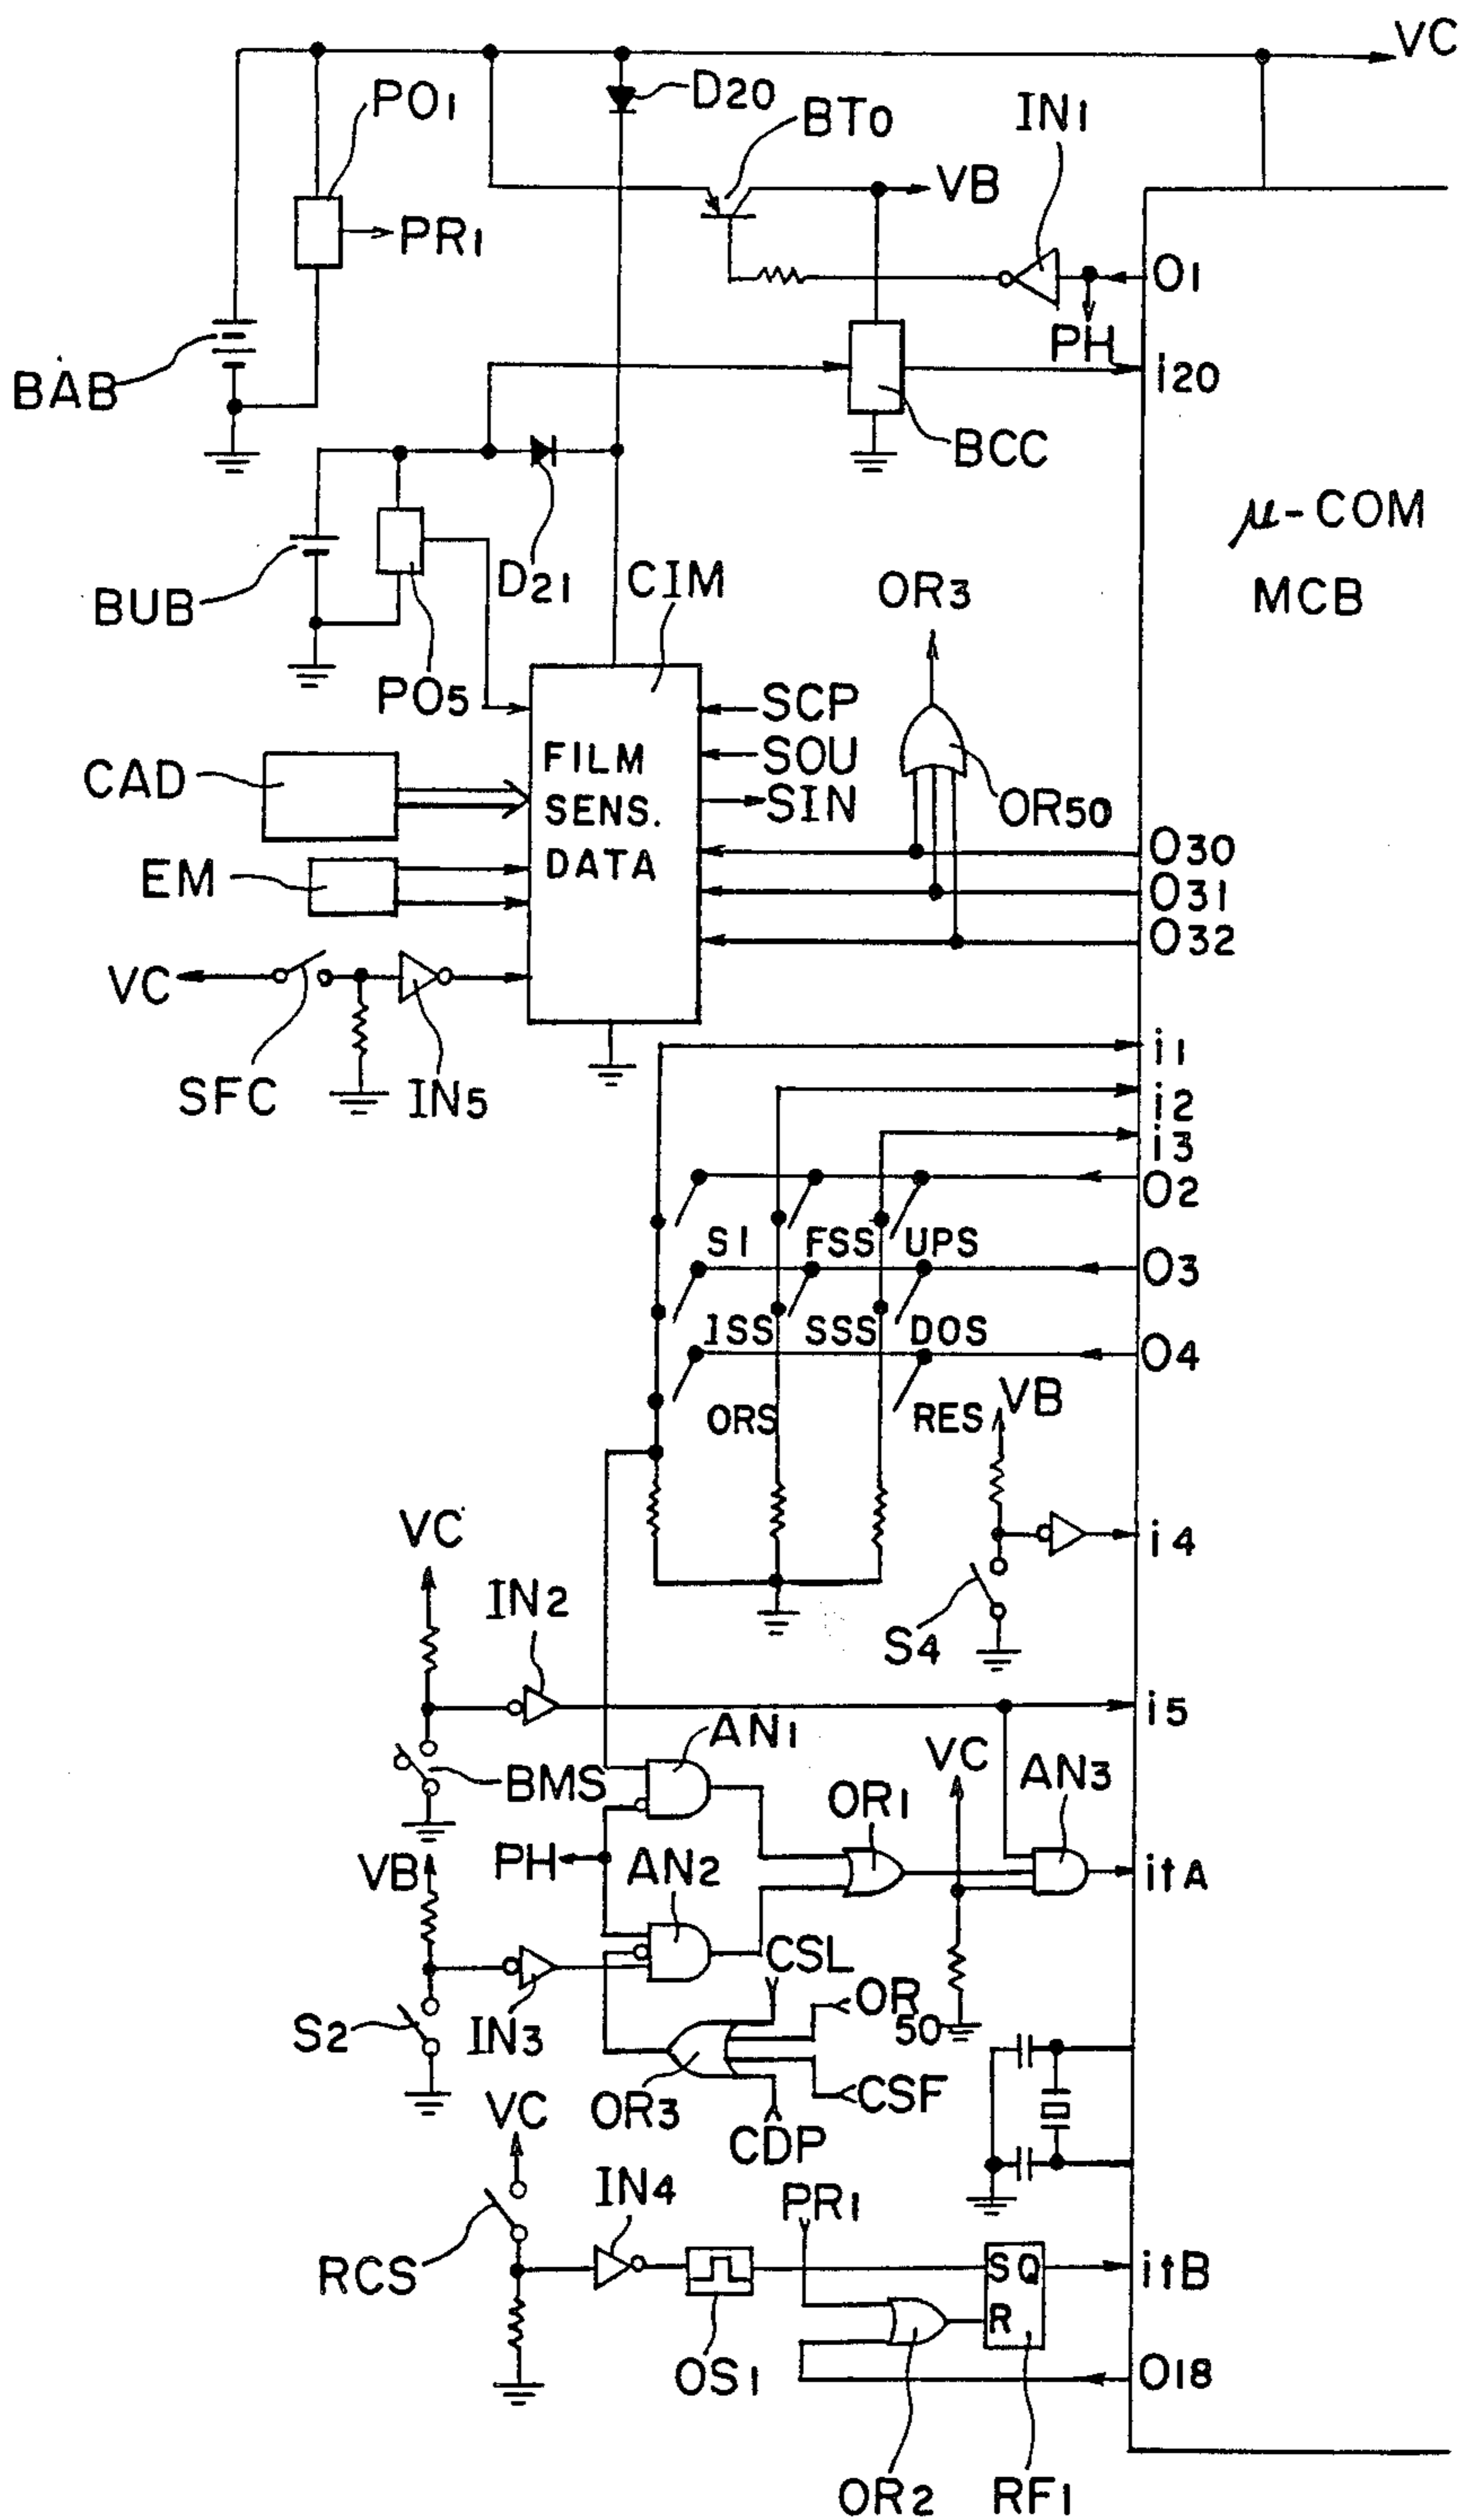 VC
PO1
D20
BTO
IN1
VB
PR1
O1
PH
i20
BAB
BCC
μ-COM
MCB
D21
CIM
OR3
BUB
PO5
SCP
FILM
SOU
CAD
SENS.
SIN
OR50
DATA
O30
EM
O31
O32
VC
SFC
IN5
i1
i2
i3
O2
S1
FSS
UPS
O3
ISS
SSS
DOS
O4
VB
ORS
RES
VC
i4
IN2
S4
i5
AN1
VC
AN3
BMS
OR1
PH
AN2
VB
itA
CSL
OR
50
S2
IN3
OR3
CSF
VC
CDP
IN4
PR1
RCS
S Q
itB
R
OS1
O18
OR2
RF1